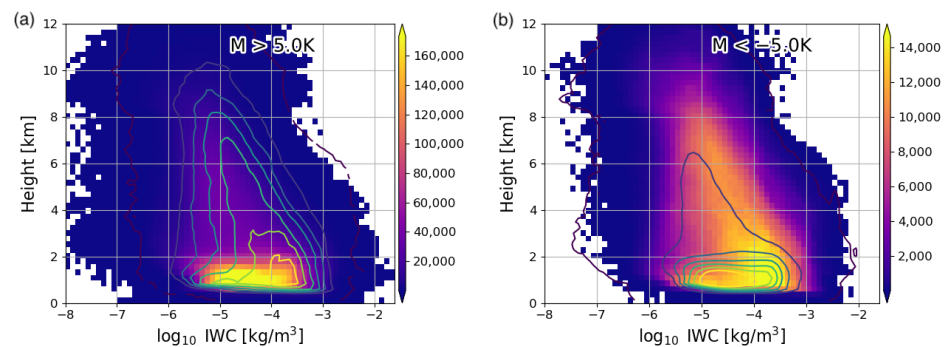 (a)
M > 5.0K
12
10
8
6
4
2
0
Height [km]
−8 −7 −6 −5 −4 −3 −2
log₁₀ IWC [kg/m³]
160,000
140,000
120,000
100,000
80,000
60,000
40,000
20,000
(b)
M < −5.0K
12
10
8
6
4
2
0
Height [km]
−8 −7 −6 −5 −4 −3 −2
log₁₀ IWC [kg/m³]
14,000
12,000
10,000
8,000
6,000
4,000
2,000